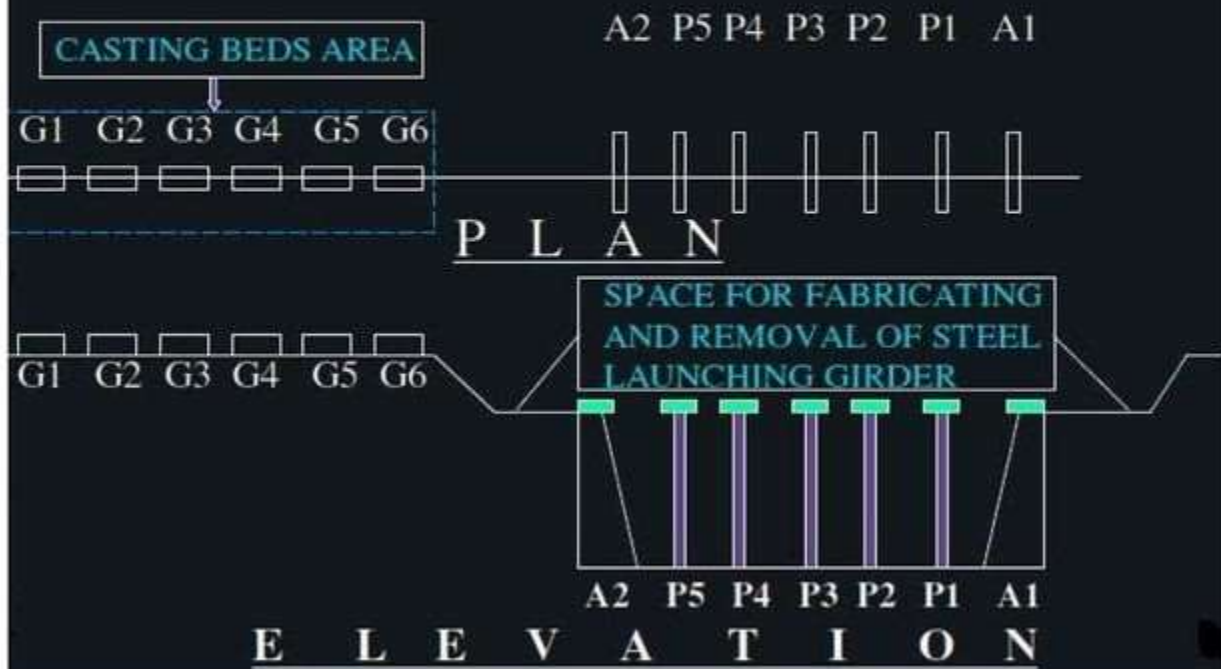 A2 P5 P4 P3 P2 P1 A1
CASTING BEDS AREA
G1 G2 G3 G4 G5 G6
P L A N
SPACE FOR FABRICATING
AND REMOVAL OF STEEL
LAUNCHING GIRDER
G1 G2 G3 G4 G5 G6
A2 P5 P4 P3 P2 P1 A1
E L E V A T I O N